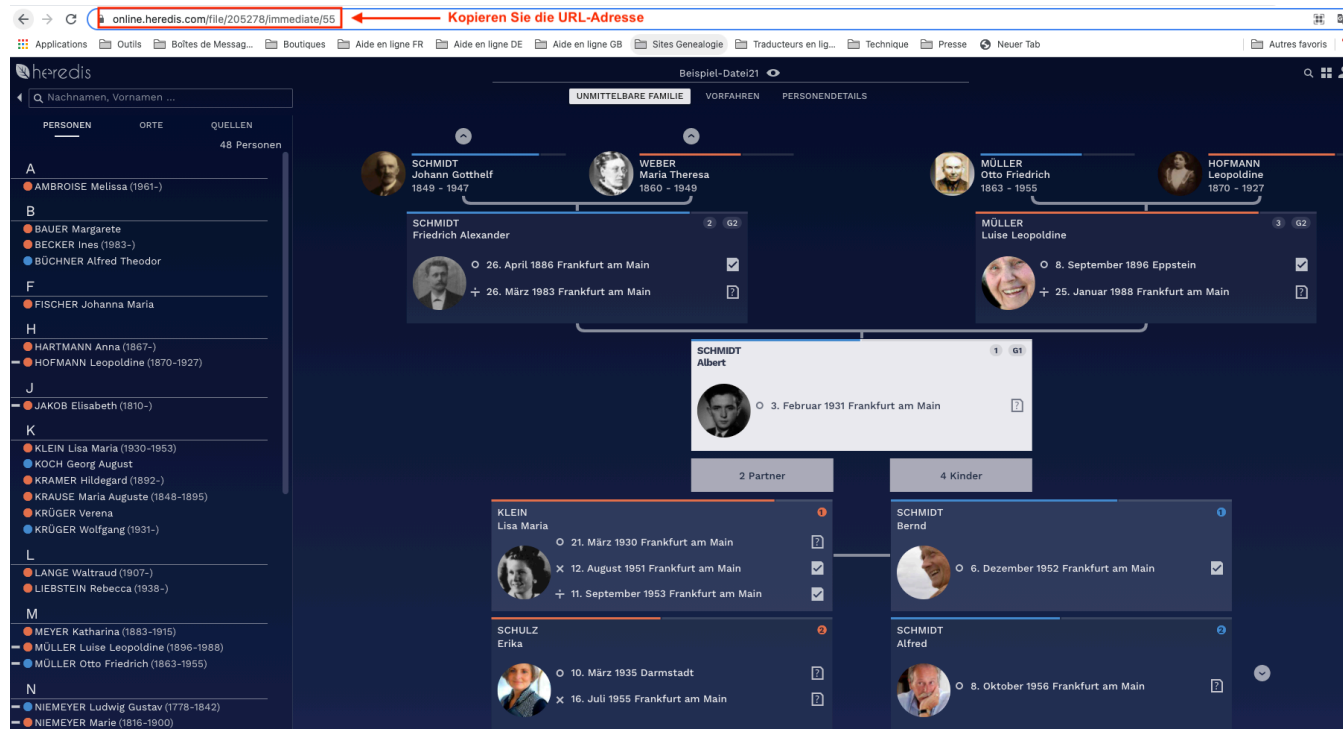 online.heredis.com/file/205278/immediate/55
Kopieren Sie die URL-Adresse
Applications Outils Boîtes de Messag... Boutiques Aide en ligne FR Aide en ligne DE Aide en ligne GB Sites Genealogie Traducteurs en lig... Technique Presse Neuer Tab Autres favoris
heredis
Beispiel-Datei21
Nachnamen, Vornamen ...
UNMITTELBARE FAMILIE VORFAHREN PERSONENDETAILS
PERSONEN ORTE QUELLEN
48 Personen
A
AMBROISE Melissa (1961-)
B
BAUER Margarete
BECKER Ines (1983-)
BÜCHNER Alfred Theodor
F
FISCHER Johanna Maria
H
HARTMANN Anna (1867-)
HOFMANN Leopoldine (1870-1927)
J
JAKOB Elisabeth (1810-)
K
KLEIN Lisa Maria (1930-1953)
KOCH Georg August
KRAMER Hildegard (1892-)
KRAUSE Maria Auguste (1848-1895)
KRÜGER Verena
KRÜGER Wolfgang (1931-)
L
LANGE Waltraud (1907-)
LIEBSTEIN Rebecca (1938-)
M
MEYER Katharina (1883-1915)
MÜLLER Luise Leopoldine (1896-1988)
MÜLLER Otto Friedrich (1863-1955)
N
NIEMEYER Ludwig Gustav (1778-1842)
NIEMEYER Marie (1816-1900)
SCHMIDT
Johann Gotthelf
1849 - 1947
WEBER
Maria Theresa
1860 - 1949
MÜLLER
Otto Friedrich
1863 - 1955
HOFMANN
Leopoldine
1870 - 1927
SCHMIDT 2 G2
Friedrich Alexander
26. April 1886 Frankfurt am Main
26. März 1983 Frankfurt am Main ?
MÜLLER 3 G2
Luise Leopoldine
8. September 1896 Eppstein
25. Januar 1988 Frankfurt am Main ?
SCHMIDT 1 G1
Albert
3. Februar 1931 Frankfurt am Main ?
2 Partner
4 Kinder
KLEIN 1
Lisa Maria
21. März 1930 Frankfurt am Main ?
12. August 1951 Frankfurt am Main
11. September 1953 Frankfurt am Main
SCHMIDT 1
Bernd
6. Dezember 1952 Frankfurt am Main
SCHULZ 2
Erika
10. März 1935 Darmstadt ?
16. Juli 1955 Frankfurt am Main ?
SCHMIDT 2
Alfred
8. Oktober 1956 Frankfurt am Main ?